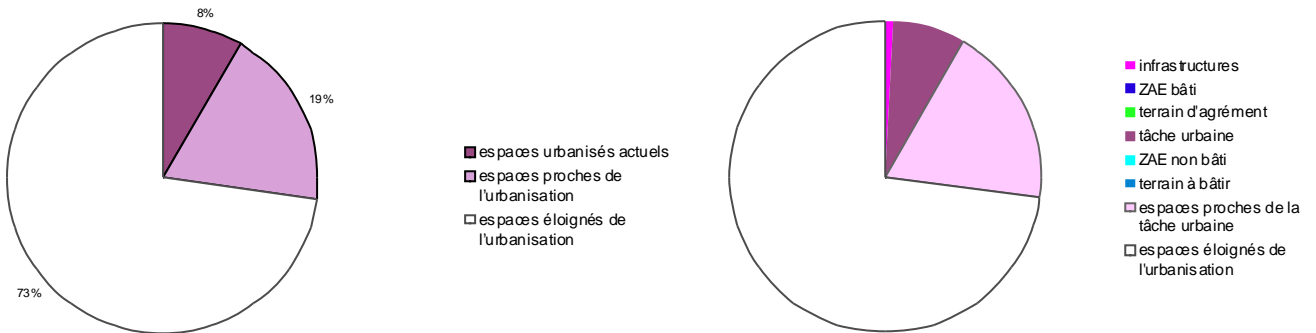 8%
19%
73%
espaces urbanisés actuels
espaces proches de
l'urbanisation
espaces éloignés de
l'urbanisation
infrastructures
ZAE bâti
terrain d'agrément
tâche urbaine
ZAE non bâti
terrain à bâtir
espaces proches de la
tâche urbaine
espaces éloignés de
l'urbanisation